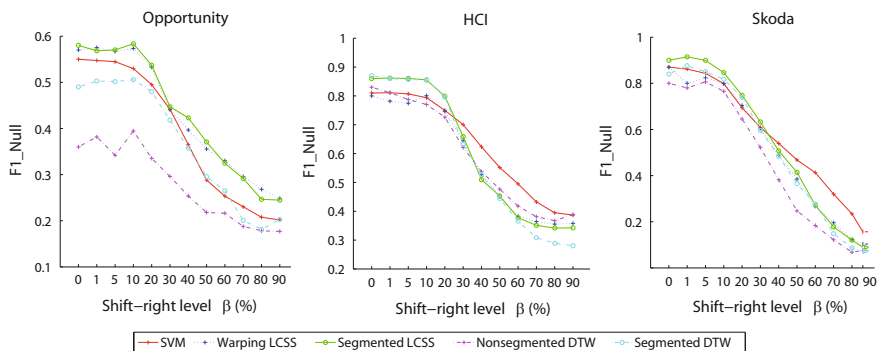 Opportunity
HCI
Skoda
F1_Null
0.6
0.5
0.4
0.3
0.2
0.1
0 1 5 10 20 30 40 50 60 70 80 90
Shift−right level β (%)
F1_Null
1
0.9
0.8
0.7
0.6
0.5
0.4
0.3
0.2
0 1 5 10 20 30 40 50 60 70 80 90
Shift−right level β (%)
F1_Null
1
0.8
0.6
0.4
0.2
0
0 1 5 10 20 30 40 50 60 70 80 90
Shift−right level β (%)
SVM Warping LCSS Segmented LCSS Nonsegmented DTW Segmented DTW